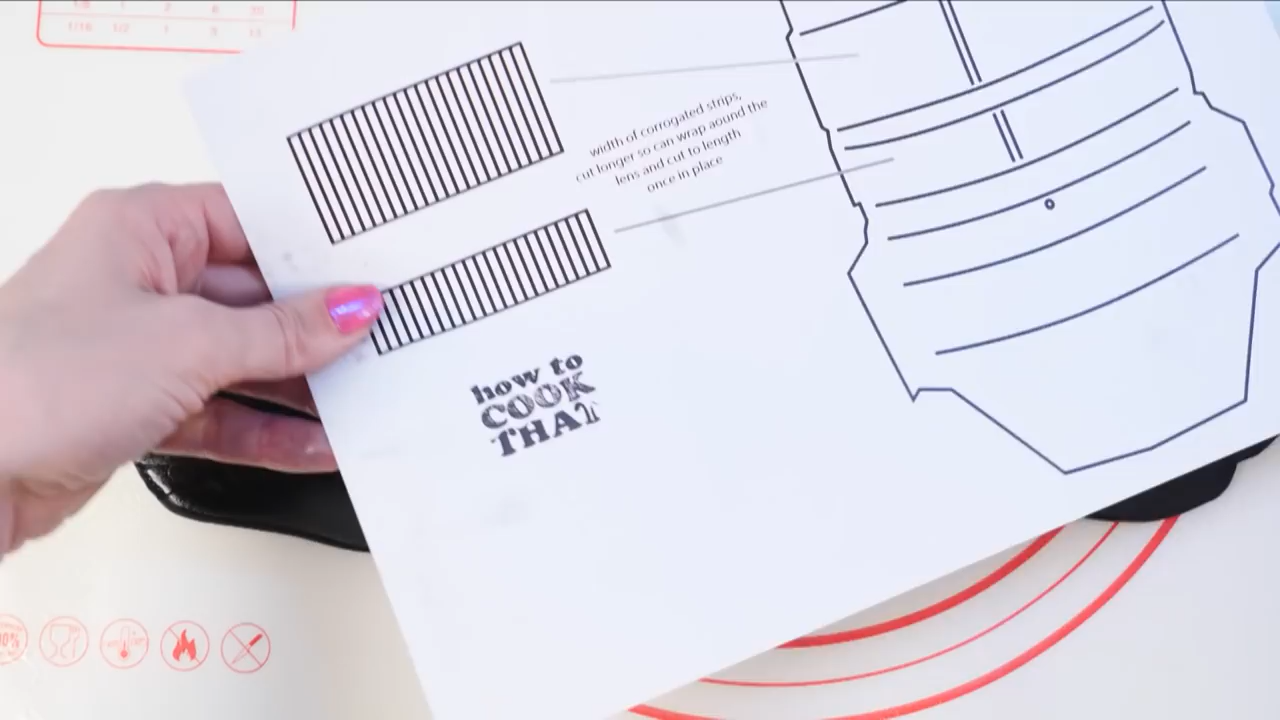 width of corrogated strips,
cut longer so can wrap aound the
lens and cut to length
once in place
how to
COOK
THAT